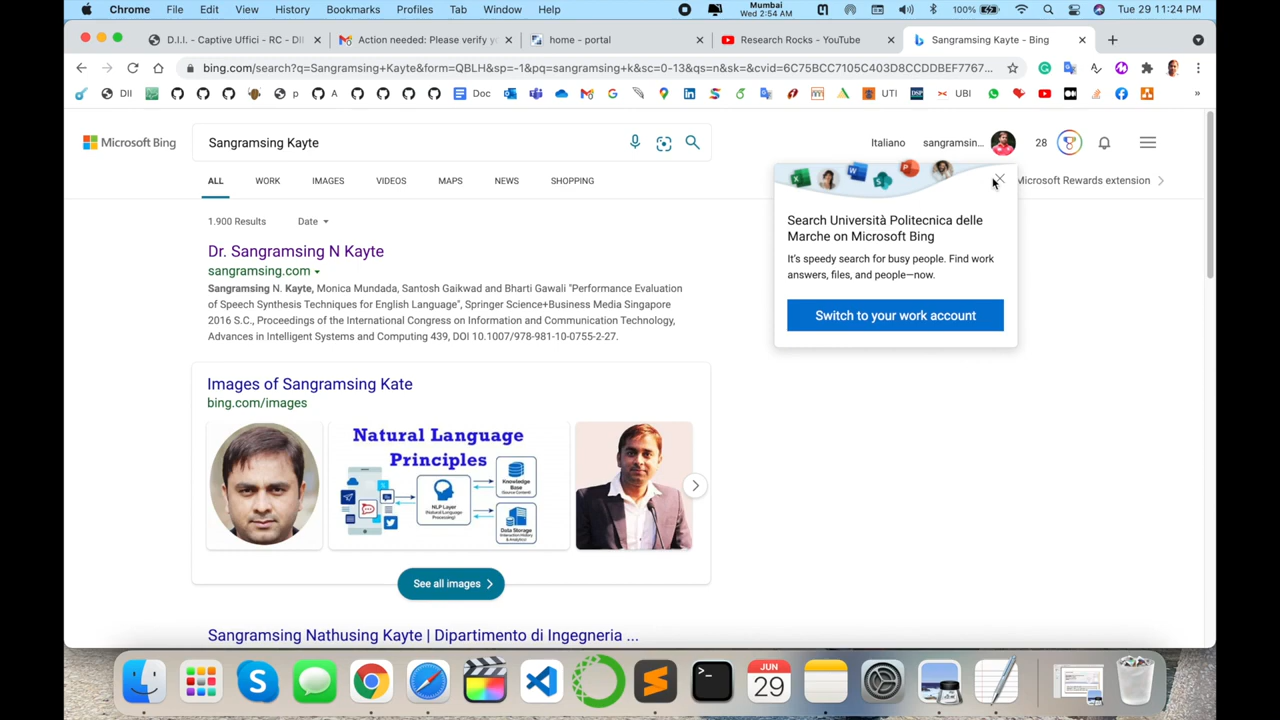 Chrome File Edit View History Bookmarks Profiles Tab Window Help
Mumbai
Wed 2:54 AM
100%
Tue 29 11:24 PM
D.I.I. - Captive Uffici - RC - DII
Action needed: Please verify y
home - portal
Research Rocks - YouTube
Sangramsing Kayte - Bing
bing.com/search?q=Sangramsing+Kayte&form=QBLH&sp=-1&pq=sangramsing+k&sc=0-13&qs=n&sk=&cvid=6C75BCC7105C403D8CCDDBEF7767...
DII
p
A
Doc
UTI
UBI
»
Microsoft Bing
Sangramsing Kayte
Italiano
sangramsin...
28
ALL WORK IMAGES VIDEOS MAPS NEWS SHOPPING
Microsoft Rewards extension
1.900 Results Date
Search Università Politecnica delle
Marche on Microsoft Bing
It's speedy search for busy people. Find work
answers, files, and people—now.
Switch to your work account
Dr. Sangramsing N Kayte
sangramsing.com
Sangramsing N. Kayte, Monica Mundada, Santosh Gaikwad and Bharti Gawali "Performance Evaluation
of Speech Synthesis Techniques for English Language", Springer Science+Business Media Singapore
2016 S.C., Proceedings of the International Congress on Information and Communication Technology,
Advances in Intelligent Systems and Computing 439, DOI 10.1007/978-981-10-0755-2-27.
Images of Sangramsing Kate
bing.com/images
Natural Language
Principles
NLP Layer
Knowledge
Base
Data Storage
See all images
Sangramsing Nathusing Kayte | Dipartimento di Ingegneria ...
JUN
29